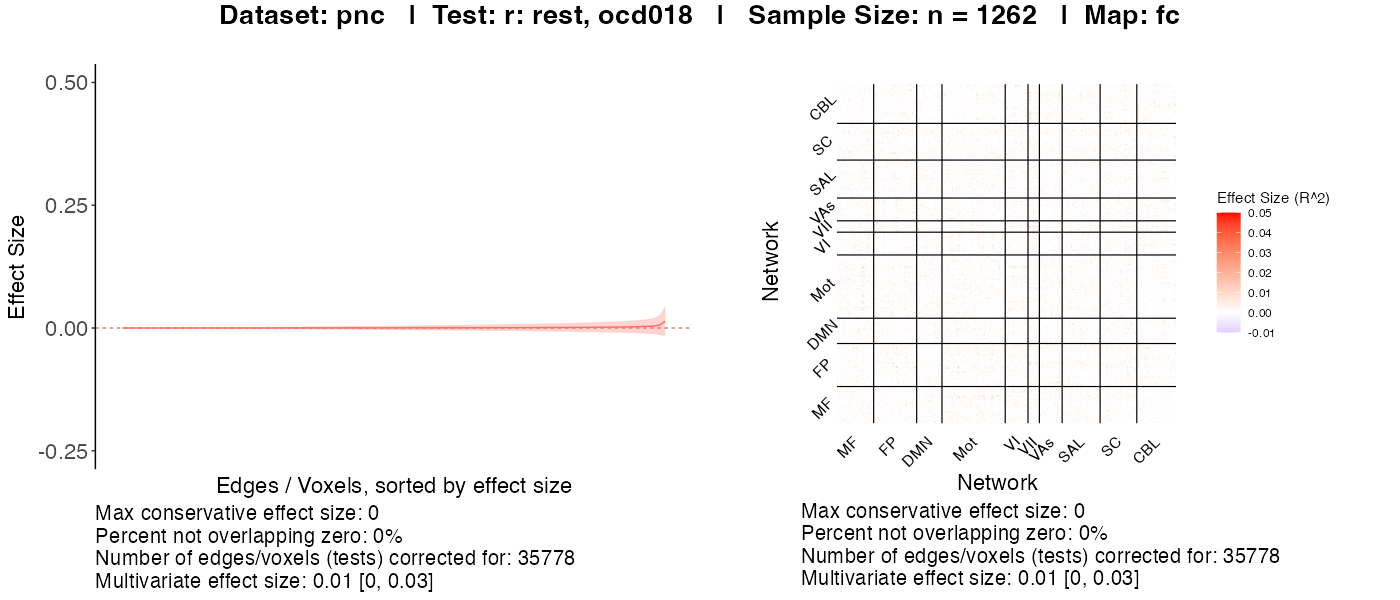 Dataset: pnc | Test: r: rest, ocd018 | Sample Size: n = 1262 | Map: fc
Effect Size
0.50
0.25
0.00
-0.25
Edges / Voxels, sorted by effect size
Max conservative effect size: 0
Percent not overlapping zero: 0%
Number of edges/voxels (tests) corrected for: 35778
Multivariate effect size: 0.01 [0, 0.03]
Network
CBL
SC
SAL
VAs
VII
VI
Mot
DMN
FP
MF
MF FP DMN Mot VI VII VAs SAL SC CBL
Network
Effect Size (R^2)
0.05
0.04
0.03
0.02
0.01
0.00
-0.01
Max conservative effect size: 0
Percent not overlapping zero: 0%
Number of edges/voxels (tests) corrected for: 35778
Multivariate effect size: 0.01 [0, 0.03]